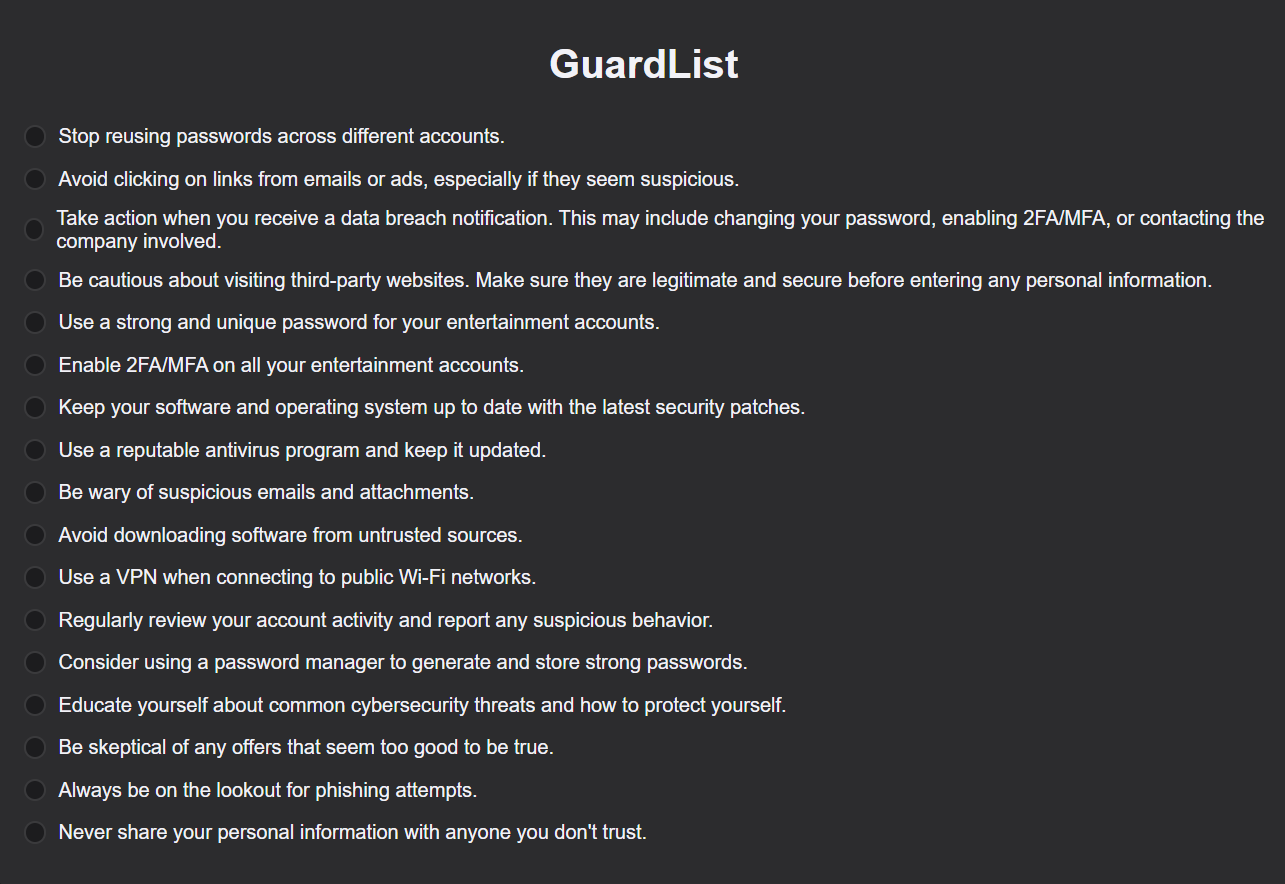 GuardList
Stop reusing passwords across different accounts.
Avoid clicking on links from emails or ads, especially if they seem suspicious.
Take action when you receive a data breach notification. This may include changing your password, enabling 2FA/MFA, or contacting the
company involved.
Be cautious about visiting third-party websites. Make sure they are legitimate and secure before entering any personal information.
Use a strong and unique password for your entertainment accounts.
Enable 2FA/MFA on all your entertainment accounts.
Keep your software and operating system up to date with the latest security patches.
Use a reputable antivirus program and keep it updated.
Be wary of suspicious emails and attachments.
Avoid downloading software from untrusted sources.
Use a VPN when connecting to public Wi-Fi networks.
Regularly review your account activity and report any suspicious behavior.
Consider using a password manager to generate and store strong passwords.
Educate yourself about common cybersecurity threats and how to protect yourself.
Be skeptical of any offers that seem too good to be true.
Always be on the lookout for phishing attempts.
Never share your personal information with anyone you don't trust.